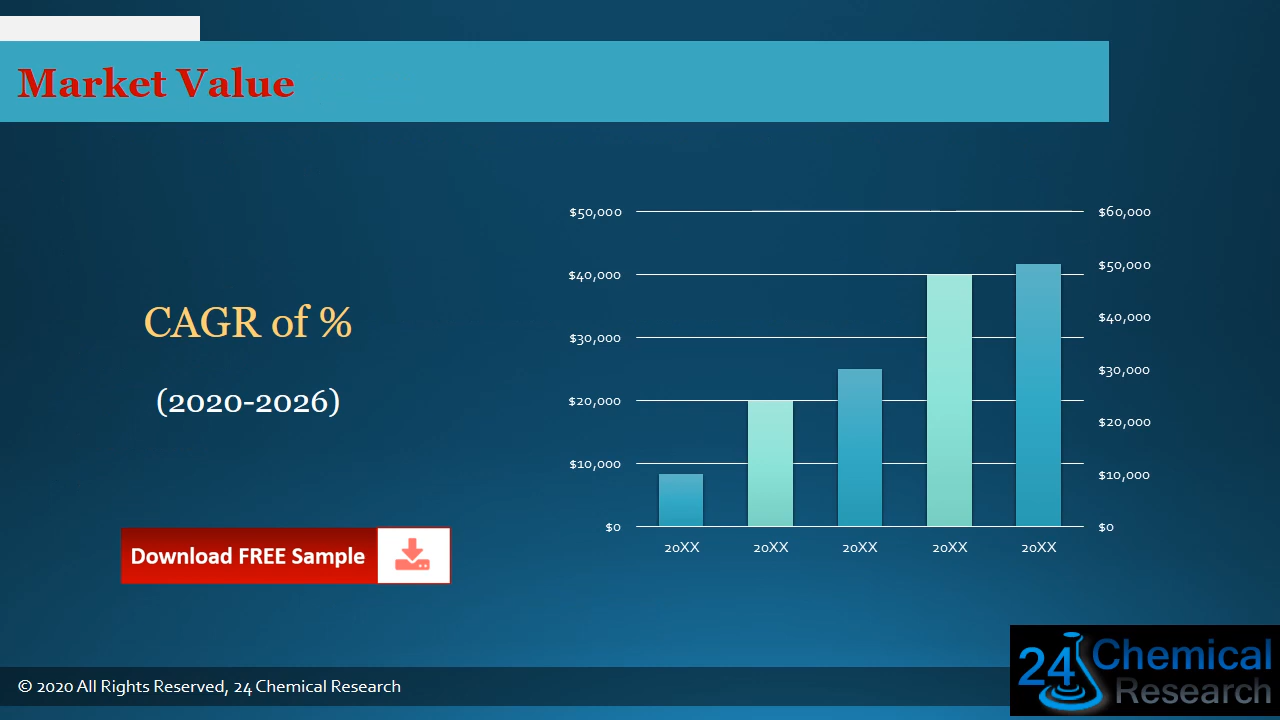 Market Value
CAGR of %
(2020-2026)
Download FREE Sample
$50,000
$40,000
$30,000
$20,000
$10,000
$0
$60,000
$50,000
$40,000
$30,000
$20,000
$10,000
$0
20XX 20XX 20XX 20XX 20XX
© 2020 All Rights Reserved, 24 Chemical Research
24 Chemical
Research